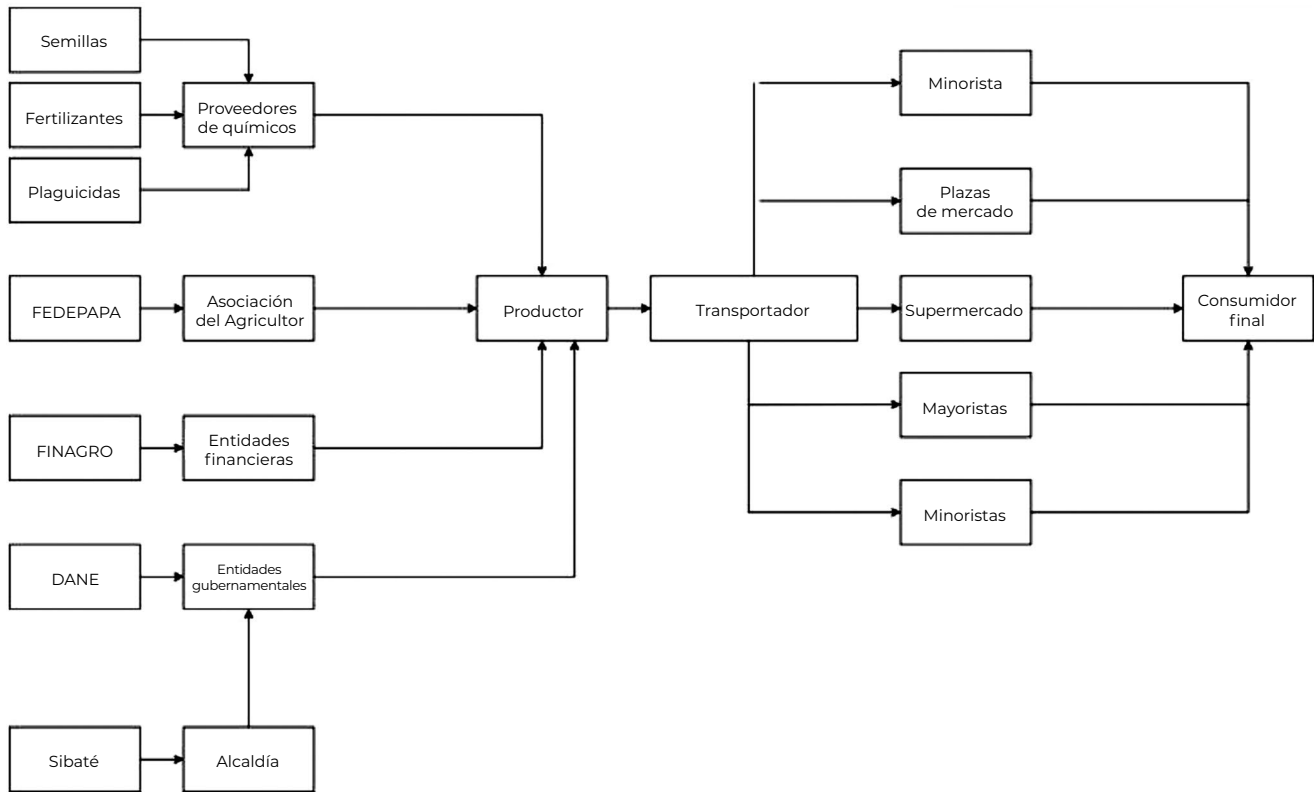 Semillas
Fertilizantes
Plaguicidas
Proveedores
de químicos
FEDEPAPA
Asociación
del Agricultor
FINAGRO
Entidades
financieras
DANE
Entidades
gubernamentales
Sibaté
Alcaldía
Productor
Transportador
Minorista
Plazas
de mercado
Supermercado
Mayoristas
Minoristas
Consumidor
final